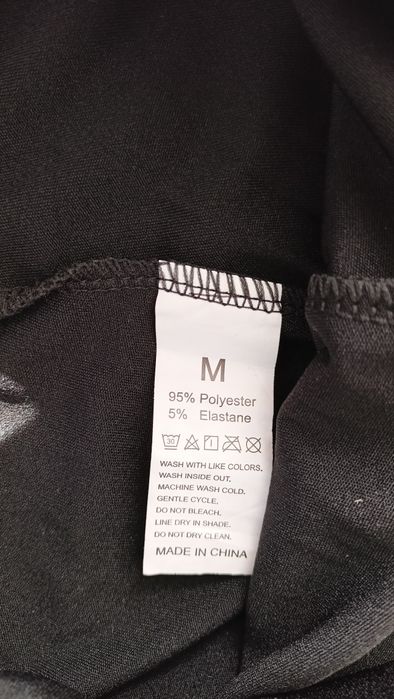 M
95% Polyester
5% Elastane
30
WASH WITH LIKE COLORS.
WASH INSIDE OUT.
MACHINE WASH COLD.
GENTLE CYCLE.
DO NOT BLEACH.
LINE DRY IN SHADE.
DO NOT DRY CLEAN.
MADE IN CHINA